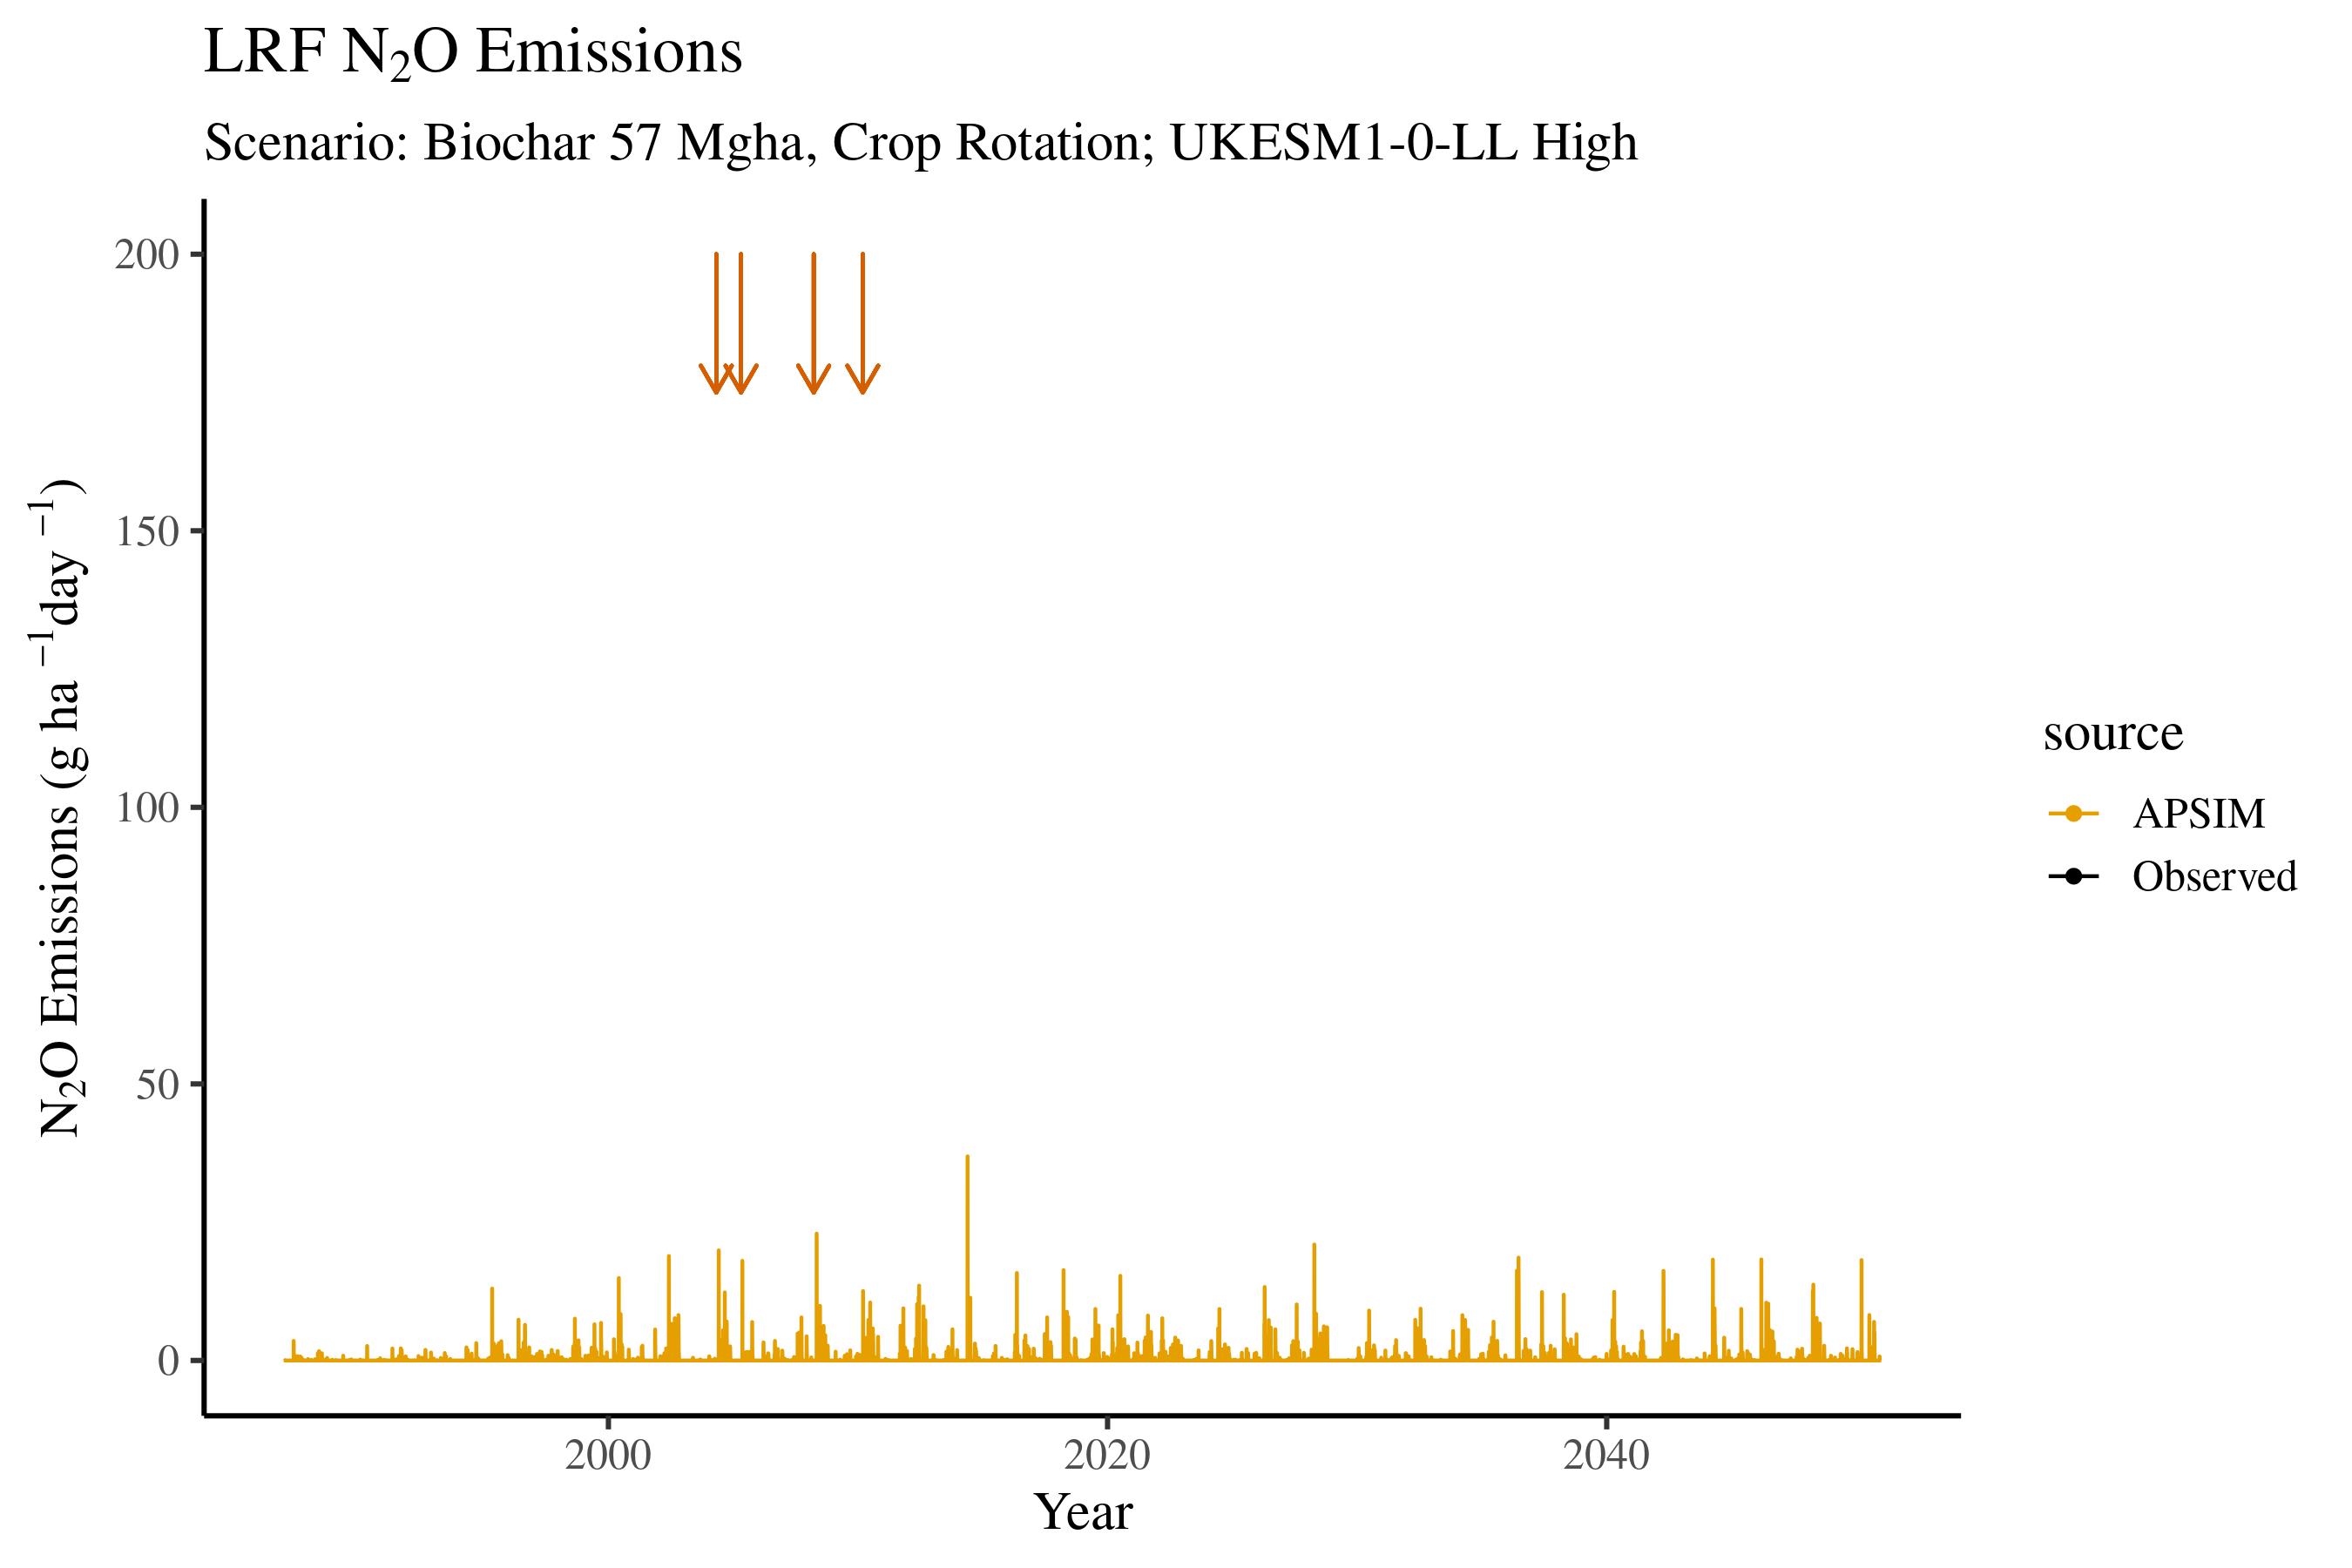 LRF N₂O Emissions
Scenario: Biochar 57 Mgha, Crop Rotation; UKESM1-0-LL High
N₂O Emissions (g ha⁻¹day⁻¹)
200
150
100
50
0
2000
2020
2040
Year
source
APSIM
Observed